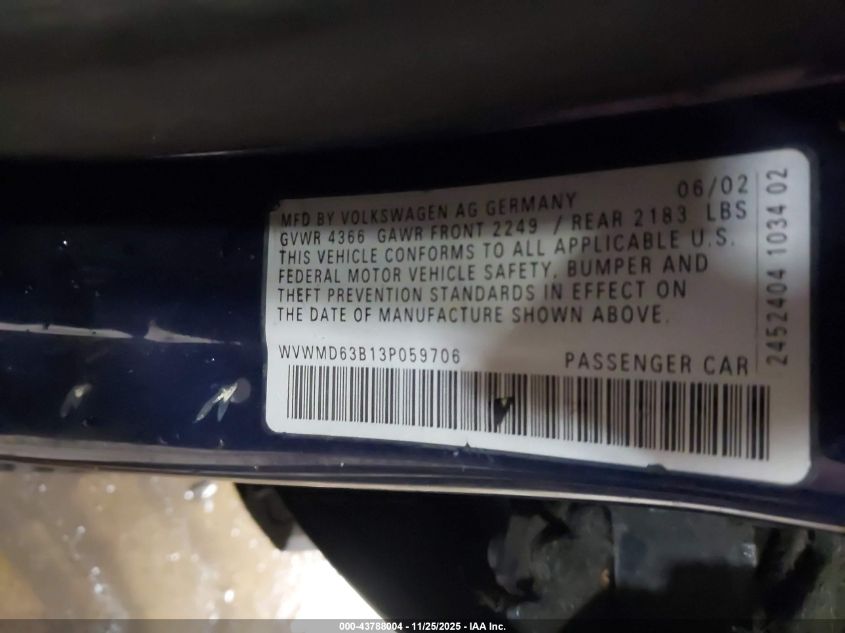 06/02
MFD BY VOLKSWAGEN AG GERMANY
GVWR 4366 GAWR FRONT 2249 / REAR 2183 LBS
THIS VEHICLE CONFORMS TO ALL APPLICABLE U.S.
FEDERAL MOTOR VEHICLE SAFETY, BUMPER AND
THEFT PREVENTION STANDARDS IN EFFECT ON
THE DATE OF MANUFACTURE SHOWN ABOVE.
WVWMD63B13P059706 PASSENGER CAR
2452404 1034 02
000-43788004 - 11/25/2025 - IAA Inc.